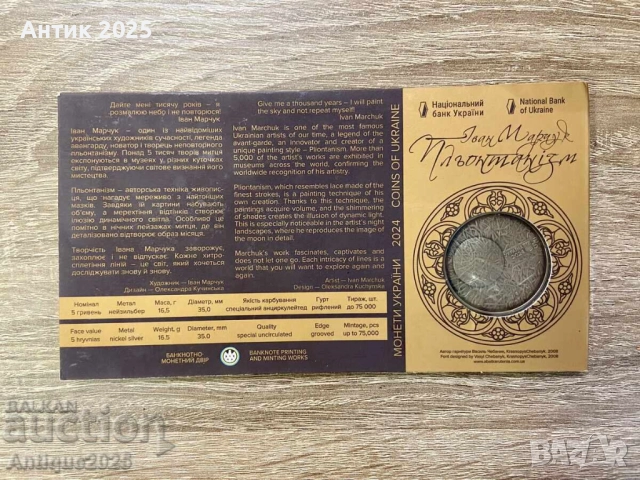 Антик 2025
Дайте мені тисячу років – я
розмалюю небо і не повторюся!
Іван Марчук
Іван Марчук – один із найвідоміших
українських художників сучасності, легенда
авангарду, новатор і творець неповторного
пльонтанізму. Понад 5 тисяч творів митця
експонуються в музеях у різних куточках
світу, підтверджуючи світове визнання його
мистецтва.
Пльонтанізм – авторська техніка живопи-
су, що нагадує мереживо з найтонших
мазків. Завдяки їй картини набувають
об'єму, а мерехтіння відтінків створює
ілюзію динамічного світла. Особливо це
помітно в нічних пейзажах митця, де він
деталізовано відтворює образ місяця.
Творчість Івана Марчука заворожує,
захоплює і не відпускає. Кожне хитро-
сплетіння ліній – це світ, який хочеться
досліджувати знову й знову.
Художник – Іван Марчук
Дизайн – Олександра Кучинська
Give me a thousand years – I will paint
the sky and not repeat myself!
Ivan Marchuk
Ivan Marchuk is one of the most famous
Ukrainian artists of our time, a legend of the
avant-garde, an innovator and creator of a
unique painting style – Pliontanism. More than
5,000 of the artist's works are exhibited in
museums across the world, confirming the
worldwide recognition of his artistry.
Pliontanism, which resembles lace made of the
finest strokes, is a painting technique of his
own creation. Thanks to this technique, the
paintings acquire volume, and the shimmering
of shades creates the illusion of dynamic light.
This is especially noticeable in the artist's night
landscapes, where he reproduces the image of
the moon in detail.
Marchuk's work fascinates, captivates and
does not let one go. Each intricacy of lines is a
world that you will want to explore again and
again.
Artist – Ivan Marchuk
Design – Oleksandra Kuchynska
Номінал Метал Маса, г Діаметр, мм Якість карбування Гурт Тираж, шт.
5 гривень нейзильбер 16,5 35,0 спеціальний анциркулейтед рифлений до 75 000
Face value Metal Weight, g Diameter, mm Quality Edge Mintage, pcs
5 hryvnias nickel silver 16,5 35,0 special uncirculated grooved up to 75,000
БАНКНОТНО-
МОНЕТНИЙ ДВІР
BANKNOTE PRINTING
AND MINTING WORKS
МОНЕТИ УКРАЇНИ 2024 COINS OF UKRAINE
Національний
банк України
National Bank
of Ukraine
Іван Марчук
Пльонтанізм
BALKAN
auction
Antique2025
BAZAR